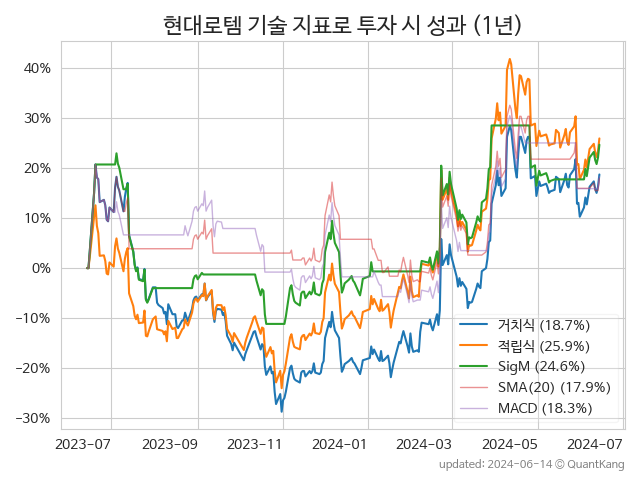 현대로템 기술 지표로 투자 시 성과 (1년)
40%
30%
20%
10%
0%
−10%
−20%
−30%
거치식 (18.7%)
적립식 (25.9%)
SigM (24.6%)
SMA(20) (17.9%)
MACD (18.3%)
2023-07 2023-09 2023-11 2024-01 2024-03 2024-05 2024-07
updated: 2024-06-14 © QuantKang